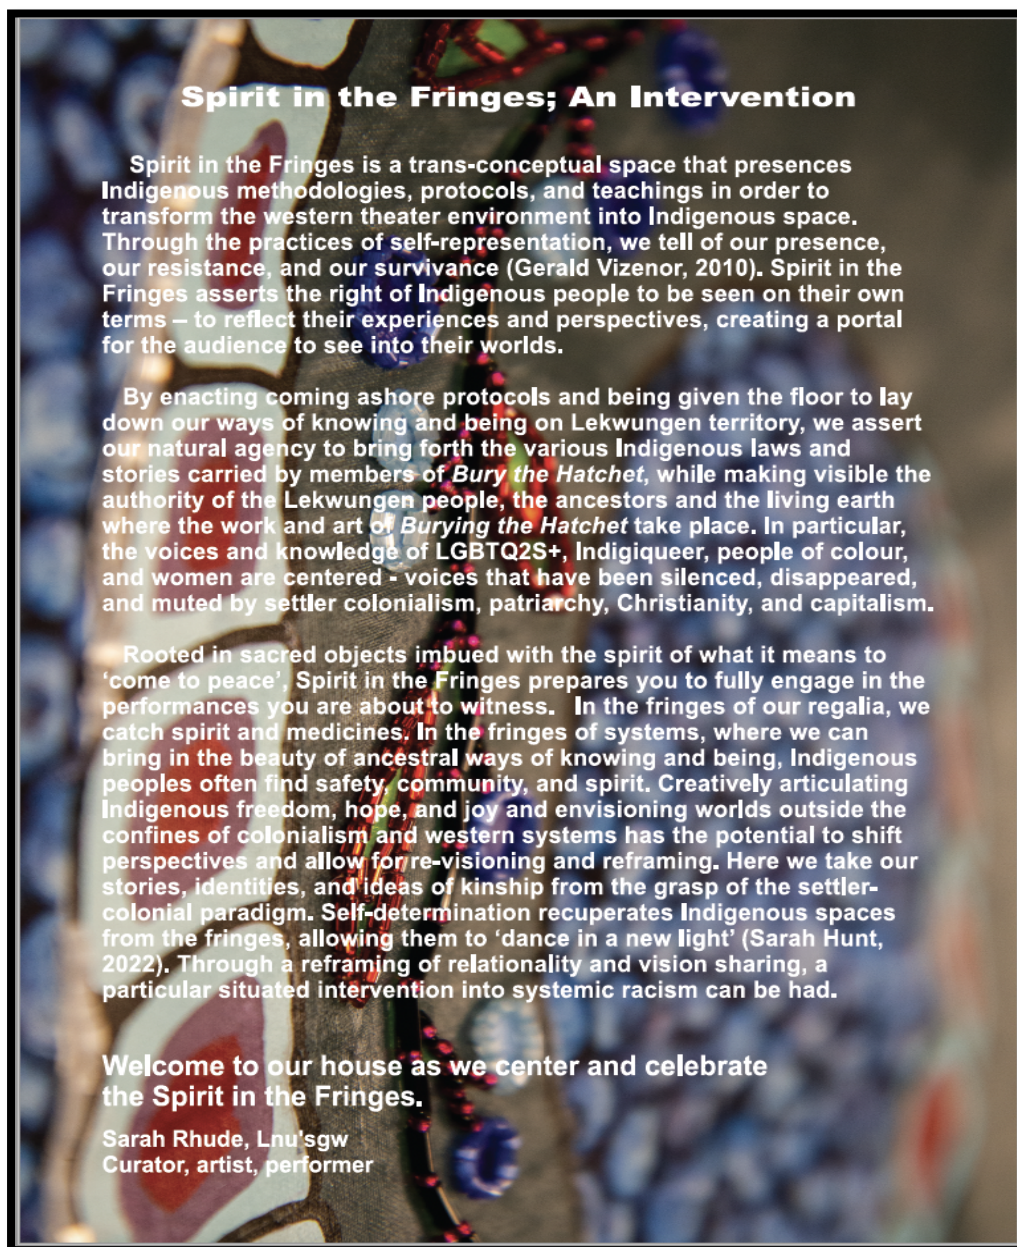 Spirit in the Fringes; An Intervention
Spirit in the Fringes is a trans-conceptual space that presences
Indigenous methodologies, protocols, and teachings in order to
transform the western theater environment into Indigenous space.
Through the practices of self-representation, we tell of our presence,
our resistance, and our survivance (Gerald Vizenor, 2010). Spirit in the
Fringes asserts the right of Indigenous people to be seen on their own
terms – to reflect their experiences and perspectives, creating a portal
for the audience to see into their worlds.
By enacting coming ashore protocols and being given the floor to lay
down our ways of knowing and being on Lekwungen territory, we assert
our natural agency to bring forth the various Indigenous laws and
stories carried by members of Bury the Hatchet, while making visible the
authority of the Lekwungen people, the ancestors and the living earth
where the work and art of Burying the Hatchet take place. In particular,
the voices and knowledge of LGBTQ2S+, Indigiqueer, people of colour,
and women are centered - voices that have been silenced, disappeared,
and muted by settler colonialism, patriarchy, Christianity, and capitalism.
Rooted in sacred objects imbued with the spirit of what it means to
‘come to peace’, Spirit in the Fringes prepares you to fully engage in the
performances you are about to witness. In the fringes of our regalia, we
catch spirit and medicines. In the fringes of systems, where we can
bring in the beauty of ancestral ways of knowing and being, Indigenous
peoples often find safety, community, and spirit. Creatively articulating
Indigenous freedom, hope, and joy and envisioning worlds outside the
confines of colonialism and western systems has the potential to shift
perspectives and allow for re-visioning and reframing. Here we take our
stories, identities, and ideas of kinship from the grasp of the settler-
colonial paradigm. Self-determination recuperates Indigenous spaces
from the fringes, allowing them to ‘dance in a new light’ (Sarah Hunt,
2022). Through a reframing of relationality and vision sharing, a
particular situated intervention into systemic racism can be had.
Welcome to our house as we center and celebrate
the Spirit in the Fringes.
Sarah Rhude, Lnu'sgw
Curator, artist, performer